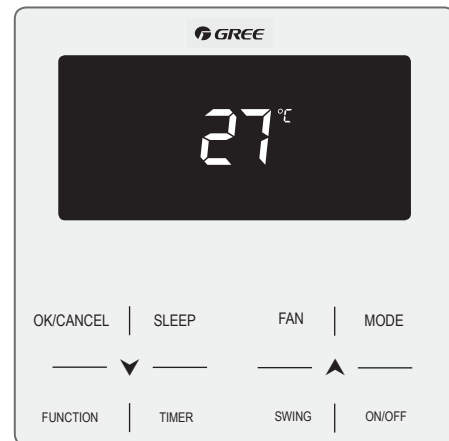 GREE
27°C
OK/CANCEL SLEEP FAN MODE
FUNCTION TIMER SWING ON/OFF